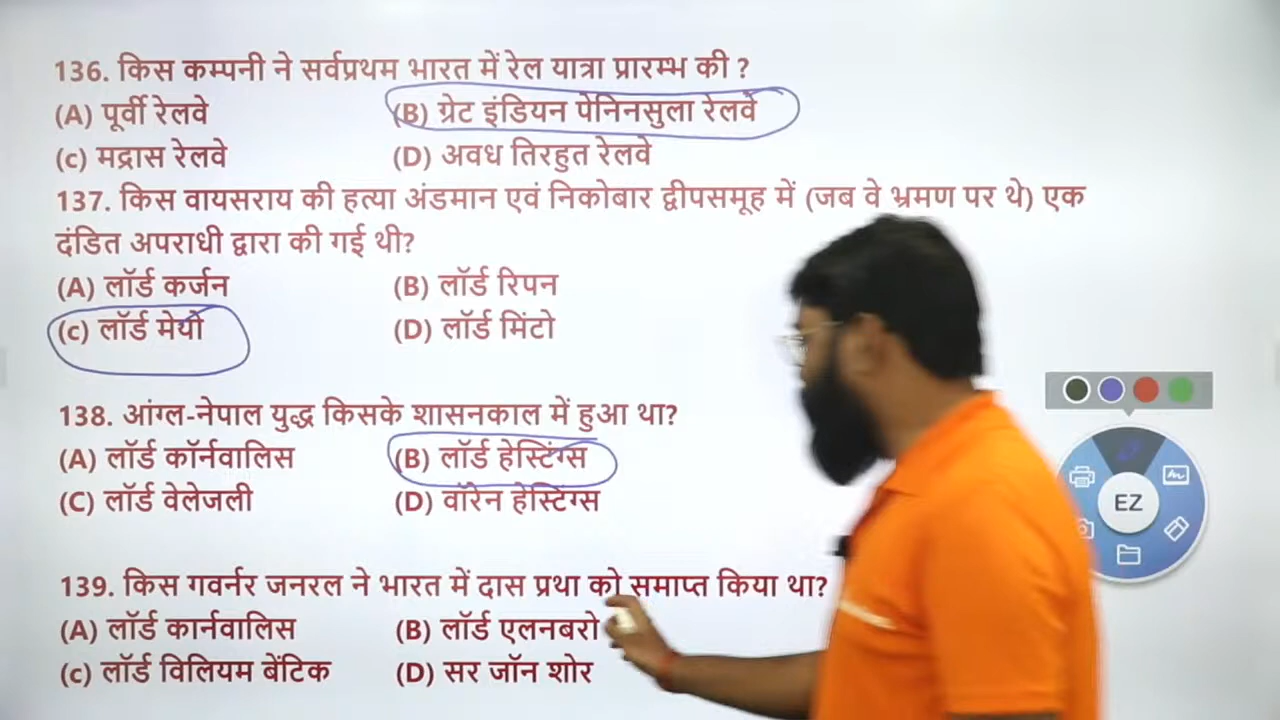 136. किस कम्पनी ने सर्वप्रथम भारत में रेल यात्रा प्रारम्भ की ?
(A) पूर्वी रेलवे (B) ग्रेट इंडियन पेनिनसुला रेलवे
(c) मद्रास रेलवे (D) अवध तिरहुत रेलवे
137. किस वायसराय की हत्या अंडमान एवं निकोबार द्वीपसमूह में (जब वे भ्रमण पर थे) एक
दंडित अपराधी द्वारा की गई थी?
(A) लॉर्ड कर्जन (B) लॉर्ड रिपन
(c) लॉर्ड मेयो (D) लॉर्ड मिंटो
138. आंग्ल-नेपाल युद्ध किसके शासनकाल में हुआ था?
(A) लॉर्ड कॉर्नवालिस (B) लॉर्ड हेस्टिंग्स
(C) लॉर्ड वेलेजली (D) वॉरेन हेस्टिंग्स
EZ
139. किस गवर्नर जनरल ने भारत में दास प्रथा को समाप्त किया था?
(A) लॉर्ड कार्नवालिस (B) लॉर्ड एलनबरो
(c) लॉर्ड विलियम बेंटिक (D) सर जॉन शोर